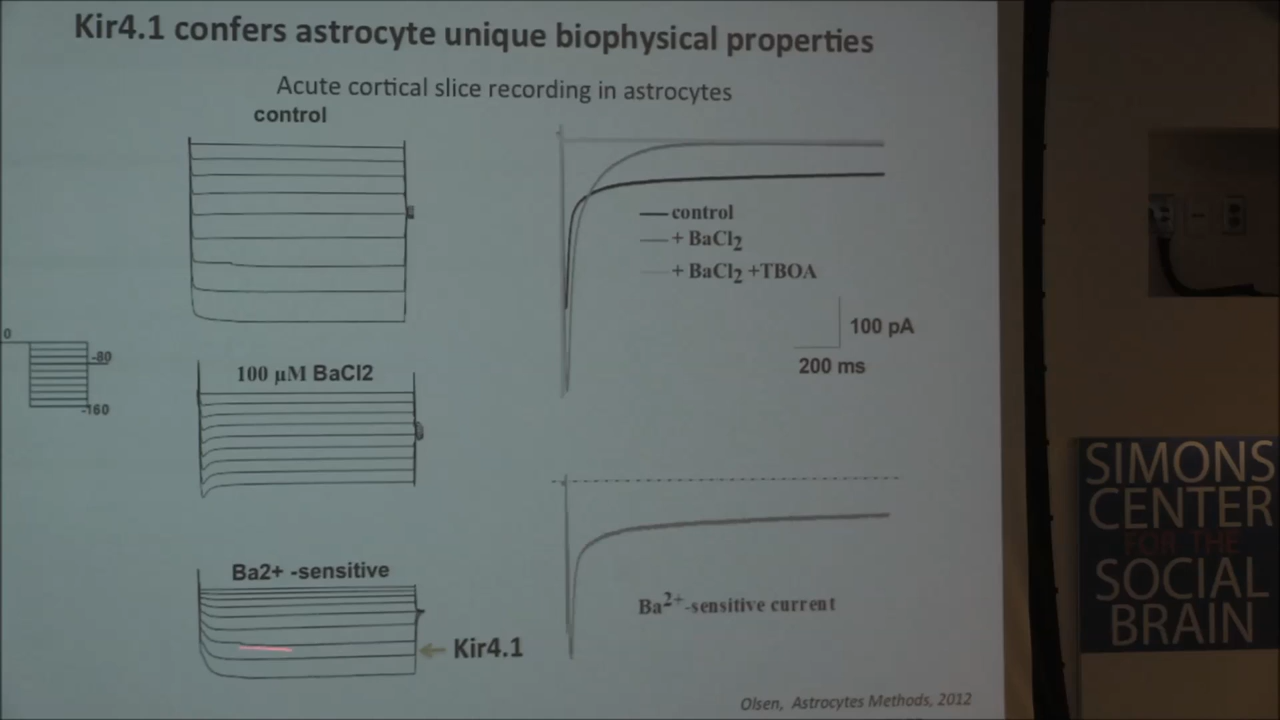 Kir4.1 confers astrocyte unique biophysical properties
Acute cortical slice recording in astrocytes
control
control
+ BaCl2
+ BaCl2 +TBOA
100 pA
200 ms
0
-80
-160
100 µM BaCl2
Ba2+ -sensitive
Kir4.1
Ba2+-sensitive current
Olsen, Astrocytes Methods, 2012
SIMONS
CENTER
FOR THE
SOCIAL
BRAIN